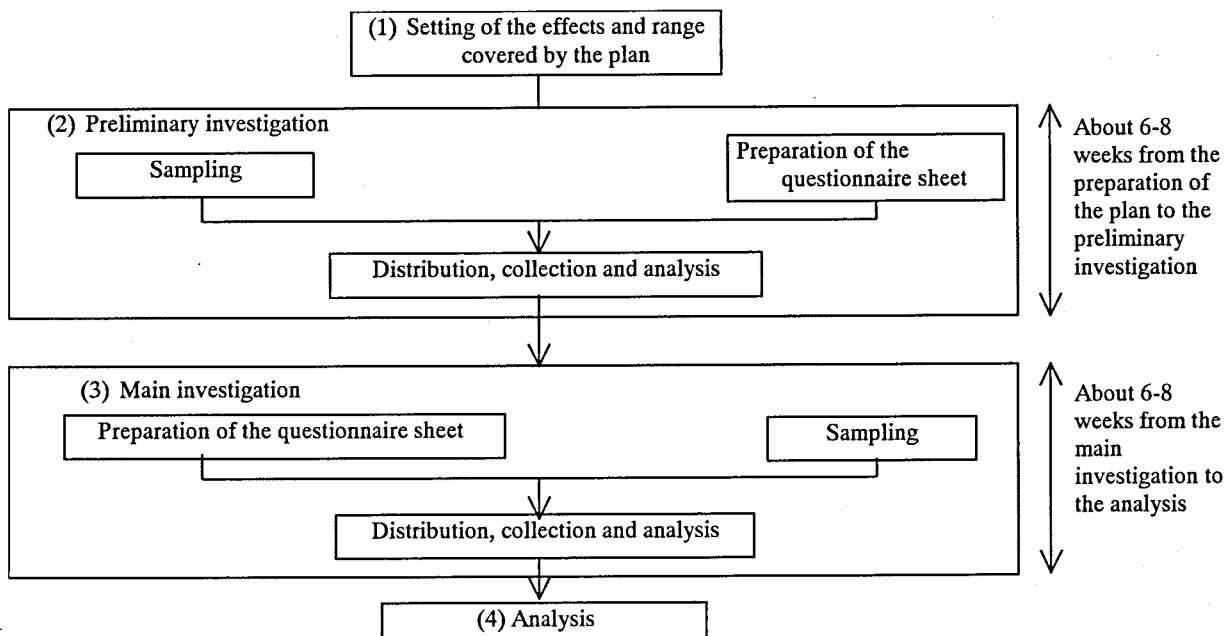 (1) Setting of the effects and range
covered by the plan
(2) Preliminary investigation
Sampling
Preparation of the
questionnaire sheet
Distribution, collection and analysis
About 6-8
weeks from the
preparation of
the plan to the
preliminary
investigation
(3) Main investigation
Preparation of the questionnaire sheet
Sampling
Distribution, collection and analysis
About 6-8
weeks from the
main
investigation to
the analysis
(4) Analysis